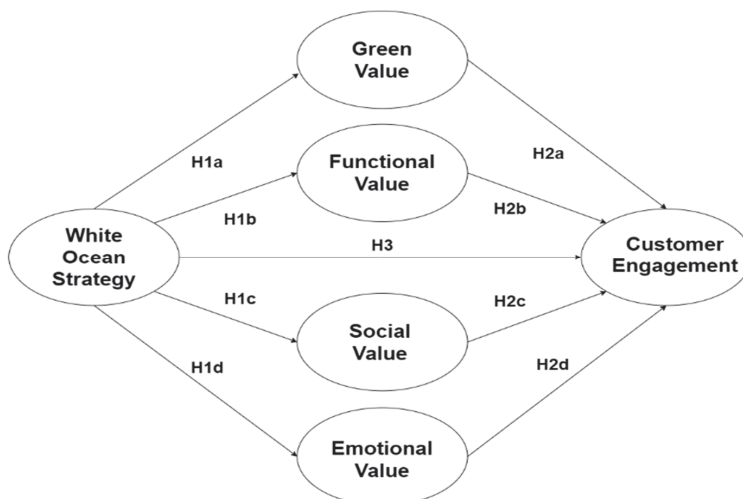 Green
Value
H1a
H2a
Functional
Value
H1b
H2b
White
Ocean
Strategy
H3
Customer
Engagement
H1c
H2c
Social
Value
H1d
H2d
Emotional
Value